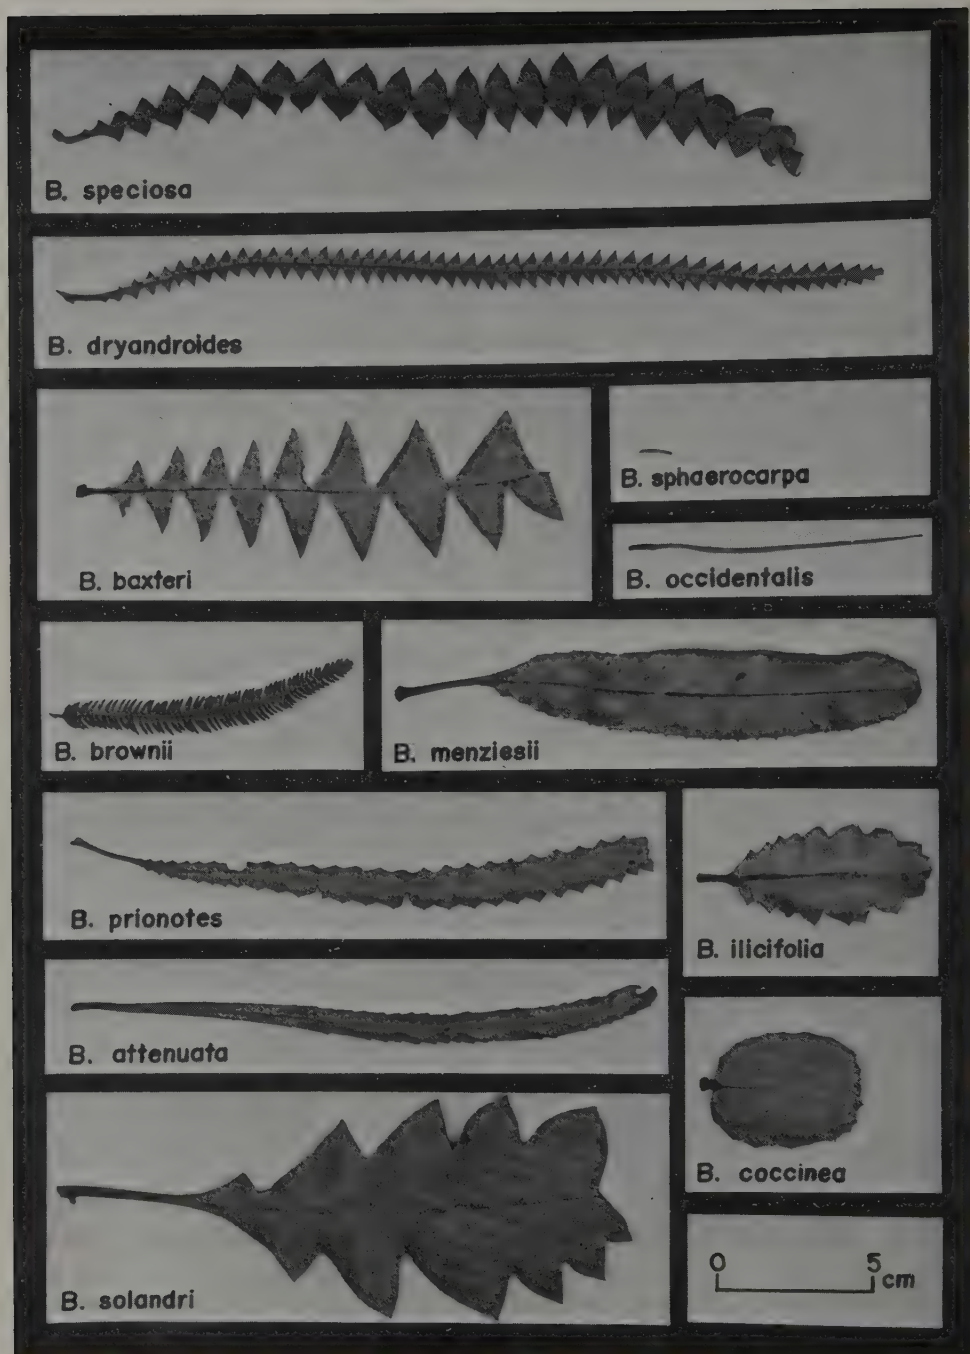 B. speciosa
B. dryandroides
B. baxteri
B. sphaerocarpa
B. occidentalis
B. brownii
B. menziesii
B. prionotes
B. ilicifolia
B. attenuata
B. coccinea
B. solandri
0 5 cm